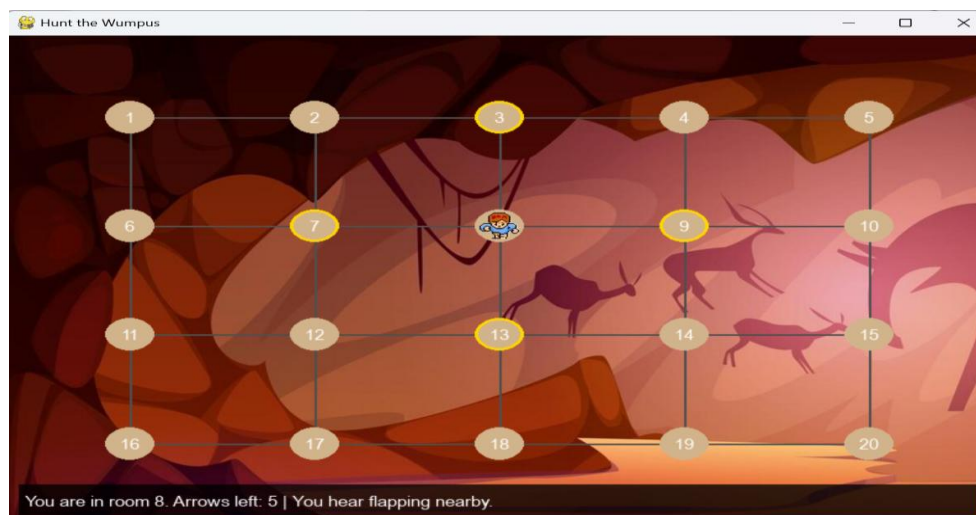 Hunt the Wumpus
1 2 3 4 5
6 7 9 10
11 12 13 14 15
16 17 18 19 20
You are in room 8. Arrows left: 5 | You hear flapping nearby.